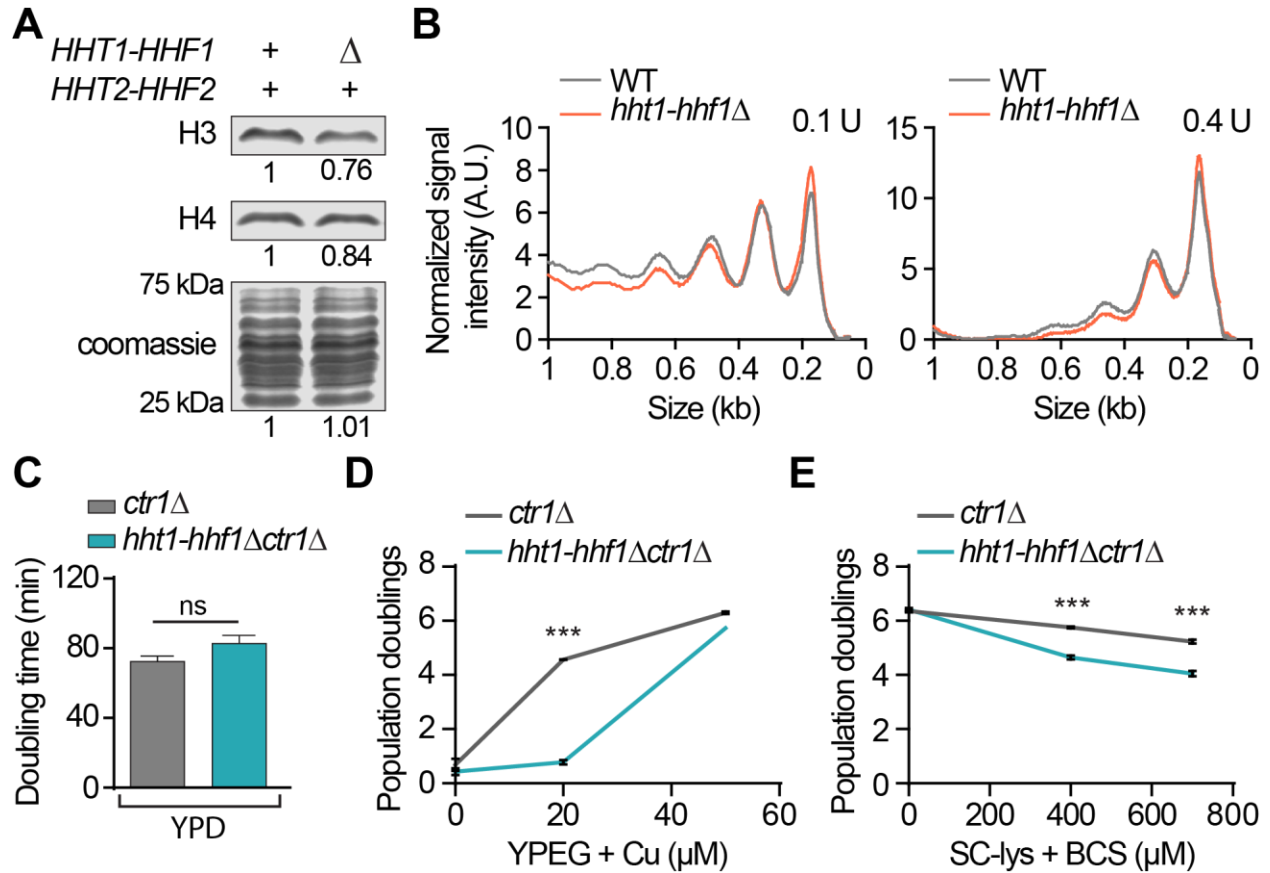 A
HHT1-HHF1 + Δ
HHT2-HHF2 + +
H3
1 0.76
H4
1 0.84
75 kDa
coomassie
25 kDa
1 1.01
B
WT
hht1-hhf1Δ
0.1 U
Normalized signal
intensity (A.U.)
10
8
6
4
2
0
1 0.8 0.6 0.4 0.2 0
Size (kb)
WT
hht1-hhf1Δ
0.4 U
15
10
5
0
1 0.8 0.6 0.4 0.2 0
Size (kb)
C
ctr1Δ
hht1-hhf1Δctr1Δ
Doubling time (min)
120
80
40
0
ns
YPD
D
ctr1Δ
hht1-hhf1Δctr1Δ
Population doublings
8
6
4
2
0
***
0 20 40 60
YPEG + Cu (µM)
E
ctr1Δ
hht1-hhf1Δctr1Δ
Population doublings
8
6
4
2
0
*** ***
0 200 400 600 800
SC-lys + BCS (µM)